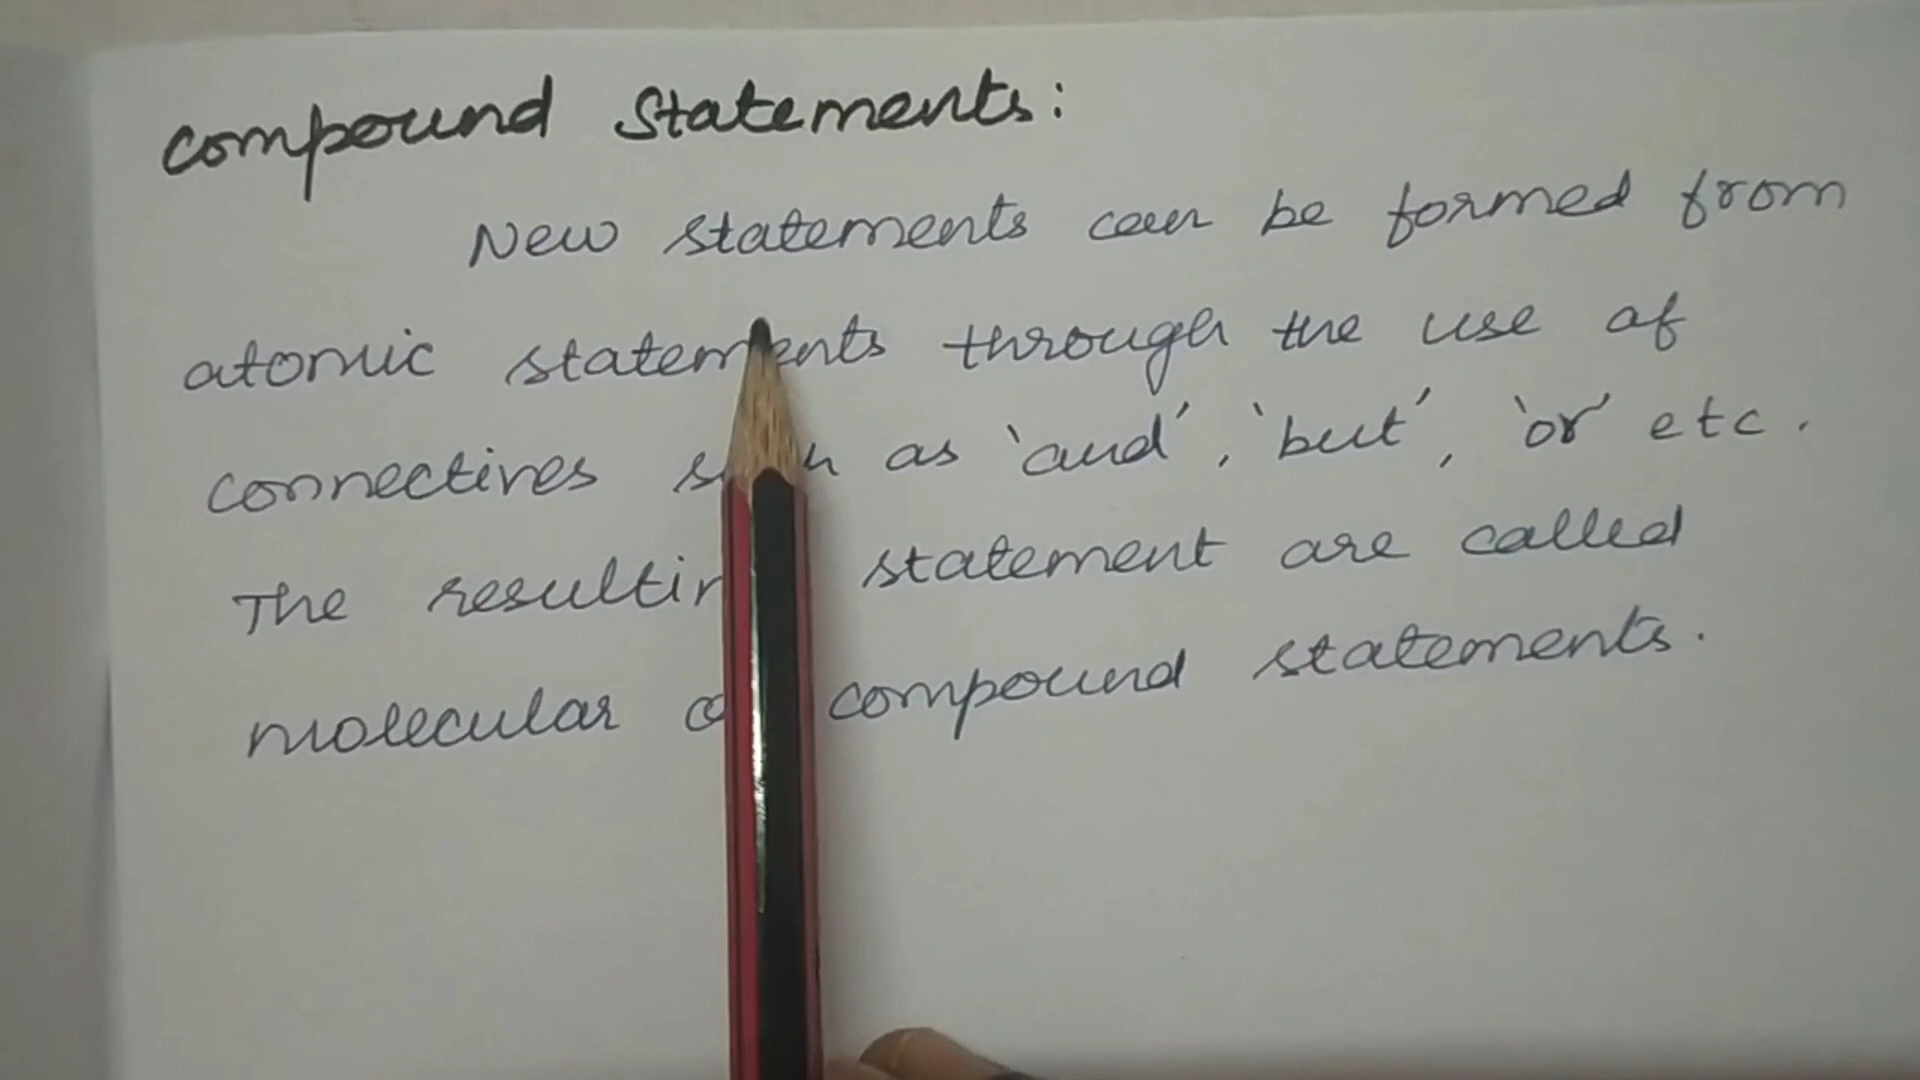 Compound Statements:
New statements can be formed from
atomic statements through the use of
connectives as 'and', 'but', 'or' etc.
The statement are called
molecular compound statements.